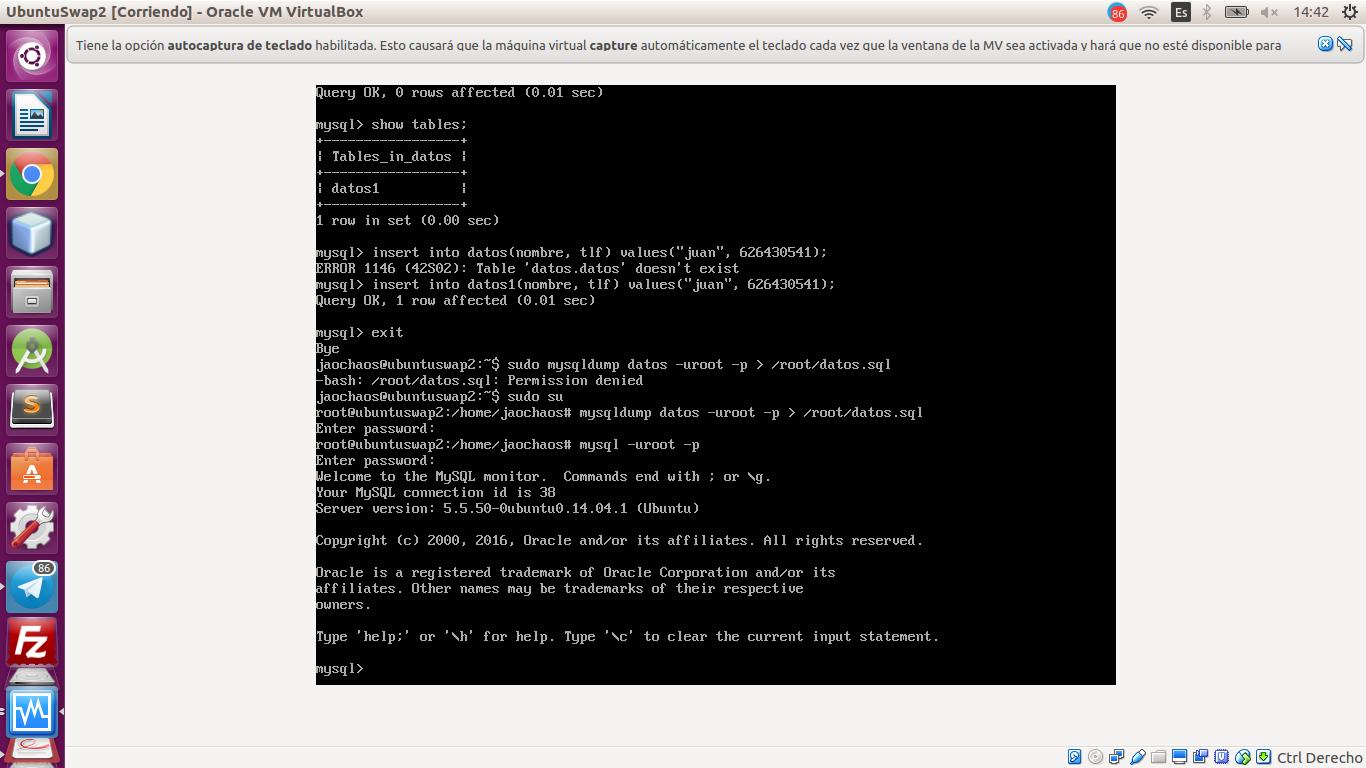 UbuntuSwap2 [Corriendo] - Oracle VM VirtualBox
86
Es
14:42
Tiene la opción autocaptura de teclado habilitada. Esto causará que la máquina virtual capture automáticamente el teclado cada vez que la ventana de la MV sea activada y hará que no esté disponible para
Query OK, 0 rows affected (0.01 sec)
mysql> show tables;
+-----------------+
| Tables_in_datos |
+-----------------+
| datos1          |
+-----------------+
1 row in set (0.00 sec)
mysql> insert into datos(nombre, tlf) values("juan", 626430541);
ERROR 1146 (42S02): Table 'datos.datos' doesn't exist
mysql> insert into datos1(nombre, tlf) values("juan", 626430541);
Query OK, 1 row affected (0.01 sec)
mysql> exit
Bye
jaochaos@ubuntuswap2:~$ sudo mysqldump datos -uroot -p > /root/datos.sql
-bash: /root/datos.sql: Permission denied
jaochaos@ubuntuswap2:~$ sudo su
root@ubuntuswap2:/home/jaochaos# mysqldump datos -uroot -p > /root/datos.sql
Enter password:
root@ubuntuswap2:/home/jaochaos# mysql -uroot -p
Enter password:
Welcome to the MySQL monitor.  Commands end with ; or \g.
Your MySQL connection id is 38
Server version: 5.5.50-0ubuntu0.14.04.1 (Ubuntu)
Copyright (c) 2000, 2016, Oracle and/or its affiliates. All rights reserved.
Oracle is a registered trademark of Oracle Corporation and/or its
affiliates. Other names may be trademarks of their respective
owners.
Type 'help;' or '\h' for help. Type '\c' to clear the current input statement.
mysql>
86
Ctrl Derecho